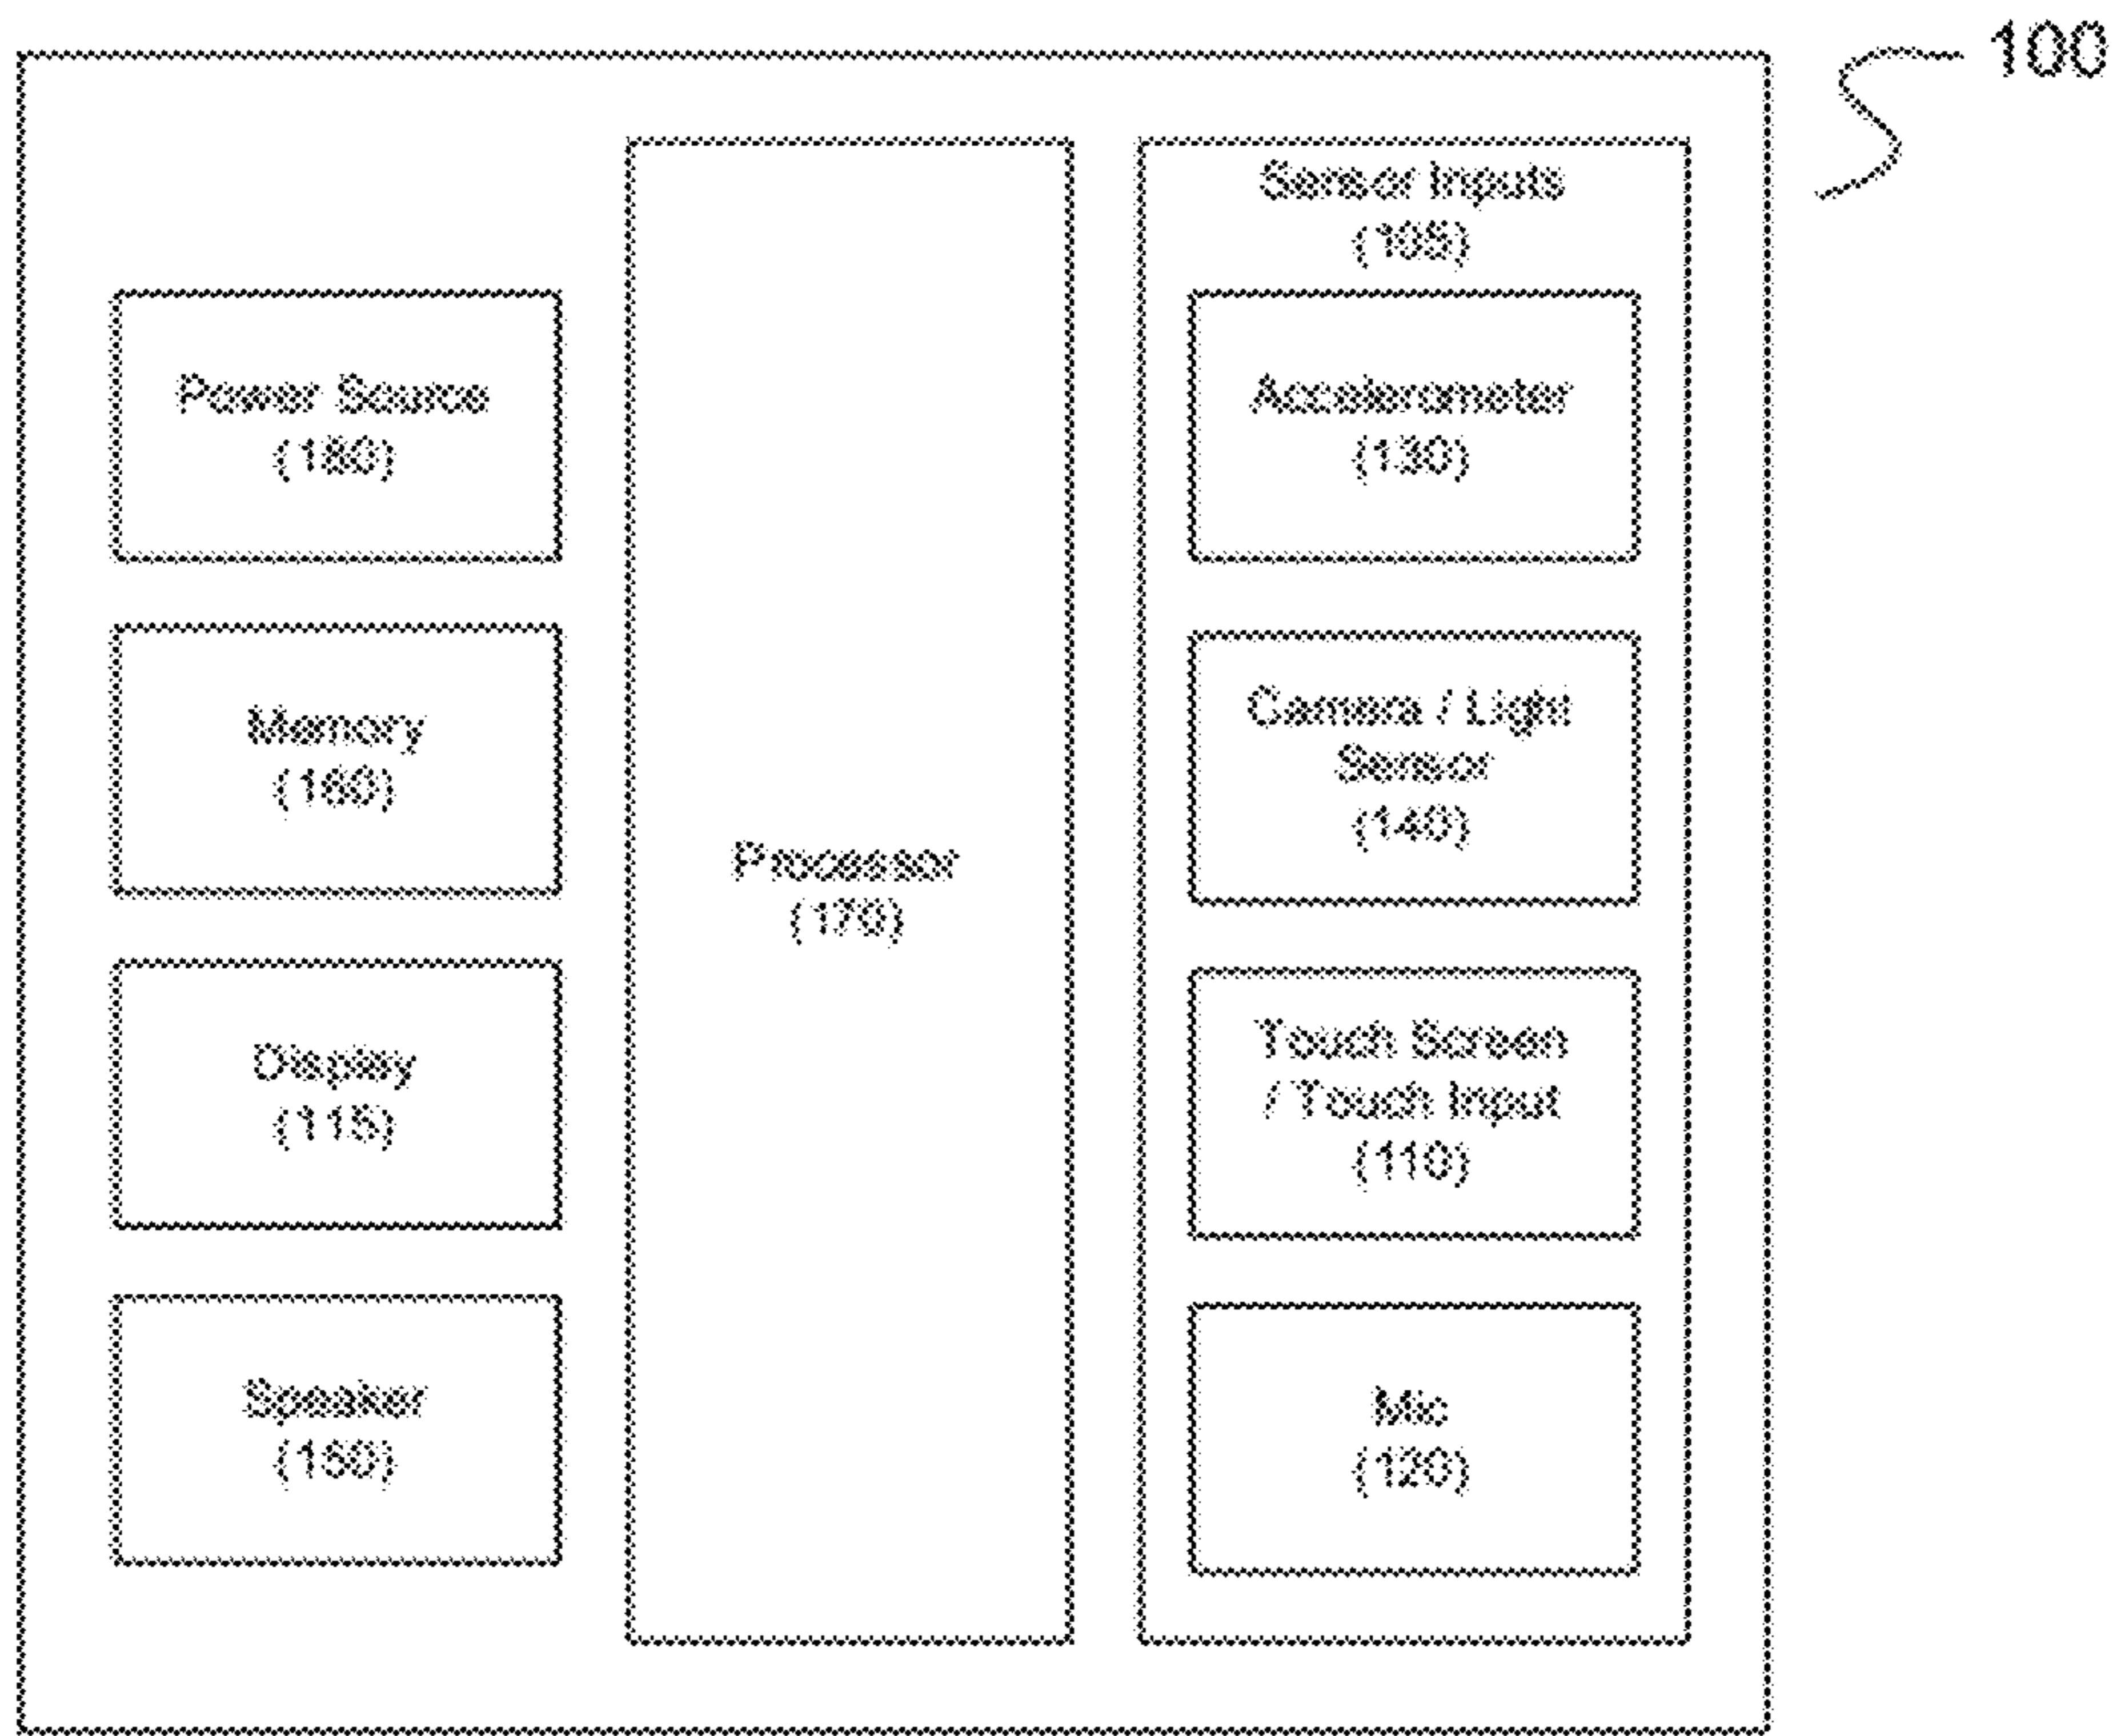 100
Sensor Inputs
(105)
Power Source
(180)
Accelerometer
(130)
Memory
(160)
Camera / Light
Sensor
(140)
Processor
(170)
Display
(115)
Touch Screen
/ Touch Input
(110)
Speaker
(150)
Mic
(120)